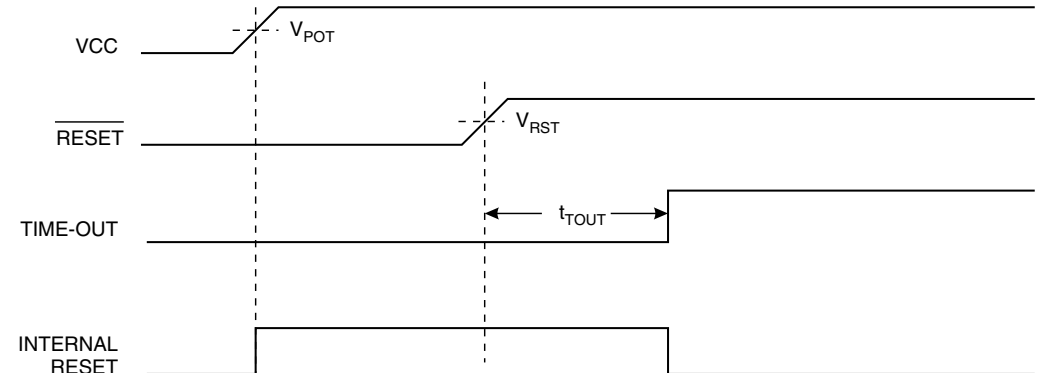 VCC
VPOT
RESET
VRST
TIME-OUT
tTOUT
INTERNAL
RESET